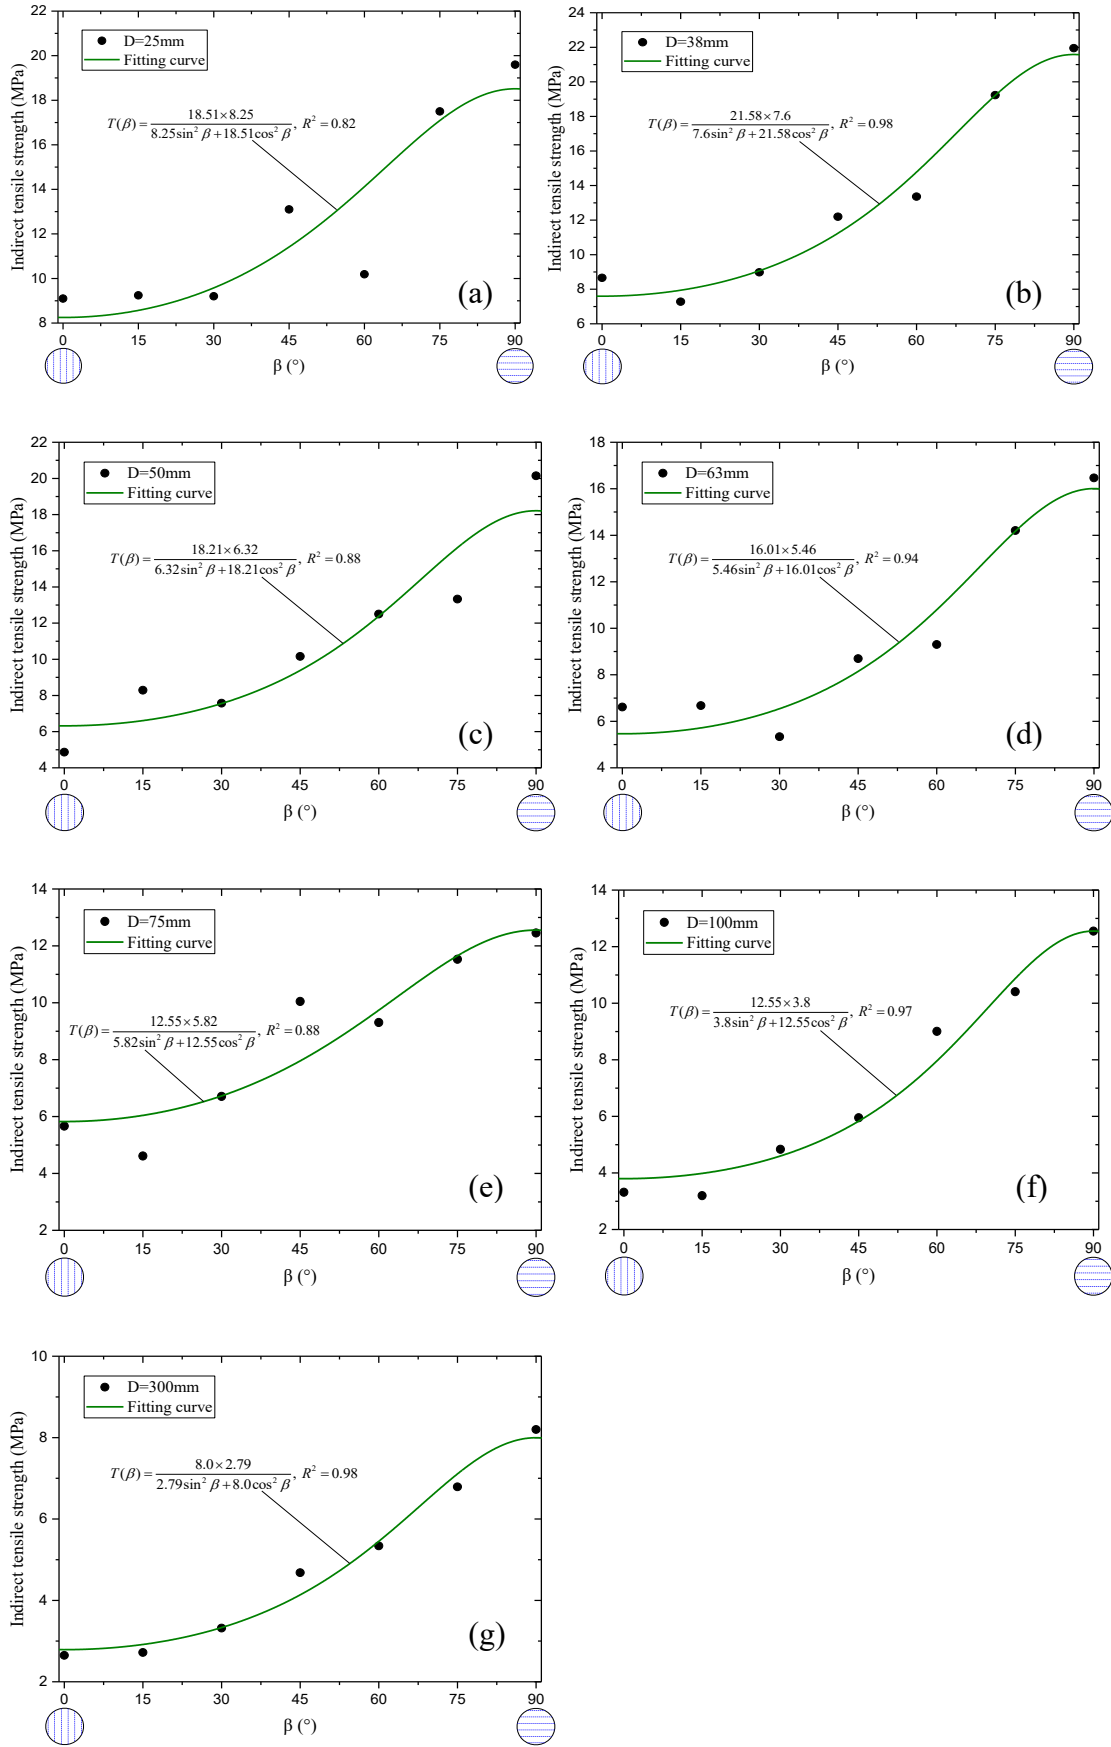 D=25mm
Fitting curve
T(β) = 18.51×8.25 / 8.25sin² β+18.51cos² β, R² = 0.82
Indirect tensile strength (MPa)
22
20
18
16
14
12
10
8
0 15 30 45 60 75 90
β (°)
(a)
D=38mm
Fitting curve
T(β) = 21.58×7.6 / 7.6sin² β+21.58cos² β, R² = 0.98
Indirect tensile strength (MPa)
24
22
20
18
16
14
12
10
8
6
0 15 30 45 60 75 90
β (°)
(b)
D=50mm
Fitting curve
T(β) = 18.21×6.32 / 6.32sin² β+18.21cos² β, R² = 0.88
Indirect tensile strength (MPa)
22
20
18
16
14
12
10
8
6
4
0 15 30 45 60 75 90
β (°)
(c)
D=63mm
Fitting curve
T(β) = 16.01×5.46 / 5.46sin² β+16.01cos² β, R² = 0.94
Indirect tensile strength (MPa)
18
16
14
12
10
8
6
4
0 15 30 45 60 75 90
β (°)
(d)
D=75mm
Fitting curve
T(β) = 12.55×5.82 / 5.82sin² β+12.55cos² β, R² = 0.88
Indirect tensile strength (MPa)
14
12
10
8
6
4
2
0 15 30 45 60 75 90
β (°)
(e)
D=100mm
Fitting curve
T(β) = 12.55×3.8 / 3.8sin² β+12.55cos² β, R² = 0.97
Indirect tensile strength (MPa)
14
12
10
8
6
4
2
0 15 30 45 60 75 90
β (°)
(f)
D=300mm
Fitting curve
T(β) = 8.0×2.79 / 2.79sin² β+8.0cos² β, R² = 0.98
Indirect tensile strength (MPa)
10
8
6
4
2
0 15 30 45 60 75 90
β (°)
(g)